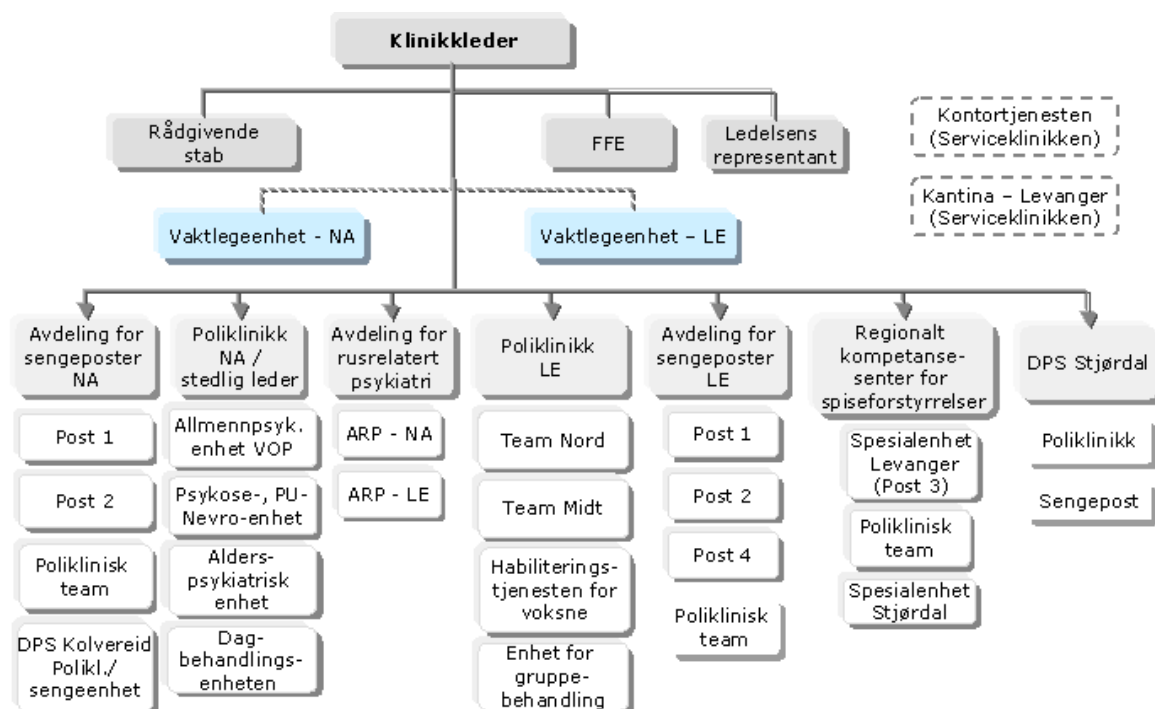 Klinikkleder
Rådgivende
stab
FFE
Ledelsens
representant
Kontortjenesten
(Serviceklinikken)
Kantina – Levanger
(Serviceklinikken)
Vaktlegeenhet - NA
Vaktlegeenhet – LE
Avdeling for
sengeposter
NA
Post 1
Post 2
Poliklinisk
team
DPS Kolvereid
Polikl./
sengeenhet
Poliklinikk
NA /
stedlig leder
Allmennpsyk.
enhet VOP
Psykose-, PU-
Nevro-enhet
Alders-
psykiatrisk
enhet
Dag-
behandlings-
enheten
Avdeling for
rusrelatert
psykiatri
ARP - NA
ARP - LE
Poliklinikk
LE
Team Nord
Team Midt
Habiliterings-
tjenesten for
voksne
Enhet for
gruppe-
behandling
Avdeling for
sengeposter
LE
Post 1
Post 2
Post 4
Poliklinisk
team
Regionalt
kompetanse-
senter for
spiseforstyrrelser
Spesialenhet
Levanger
(Post 3)
Poliklinisk
team
Spesialenhet
Stjørdal
DPS Stjørdal
Poliklinikk
Sengepost